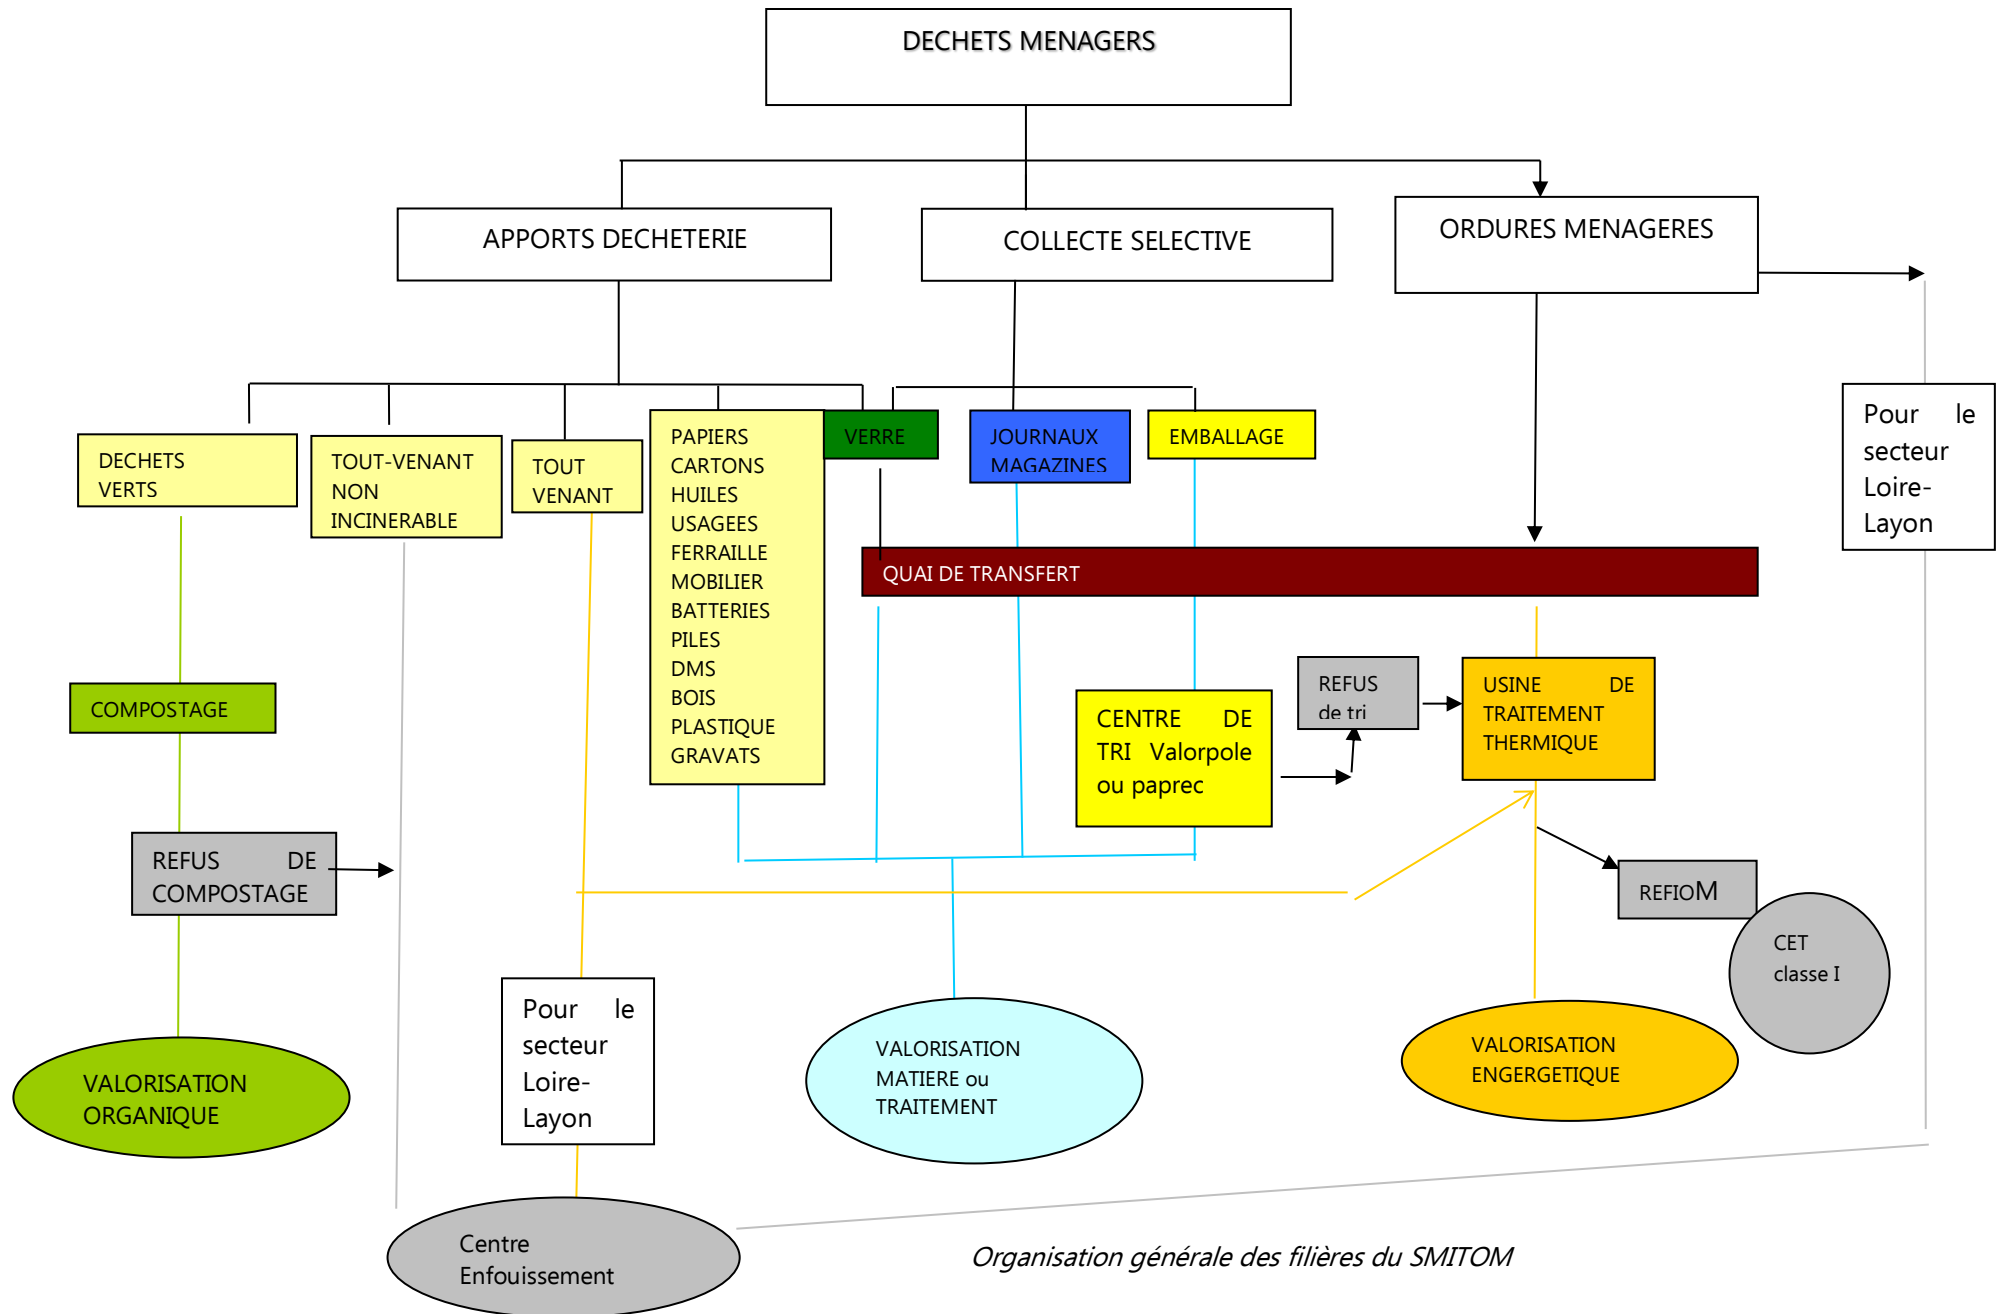 DECHETS MENAGERS
APPORTS DECHETERIE
COLLECTE SELECTIVE
ORDURES MENAGERES
DECHETS
VERTS
TOUT-VENANT
NON
INCINERABLE
TOUT
VENANT
PAPIERS
CARTONS
HUILES
USAGEES
FERRAILLE
MOBILIER
BATTERIES
PILES
DMS
BOIS
PLASTIQUE
GRAVATS
VERRE
JOURNAUX
MAGAZINES
EMBALLAGE
Pour le
secteur
Loire-
Layon
QUAI DE TRANSFERT
COMPOSTAGE
CENTRE DE
TRI Valorpole
ou paprec
REFUS
de tri
USINE DE
TRAITEMENT
THERMIQUE
REFUS DE
COMPOSTAGE
REFIOM
CET
classe I
Pour le
secteur
Loire-
Layon
VALORISATION
ORGANIQUE
VALORISATION
MATIERE ou
TRAITEMENT
VALORISATION
ENGERGETIQUE
Centre
Enfouissement
Organisation générale des filières du SMITOM